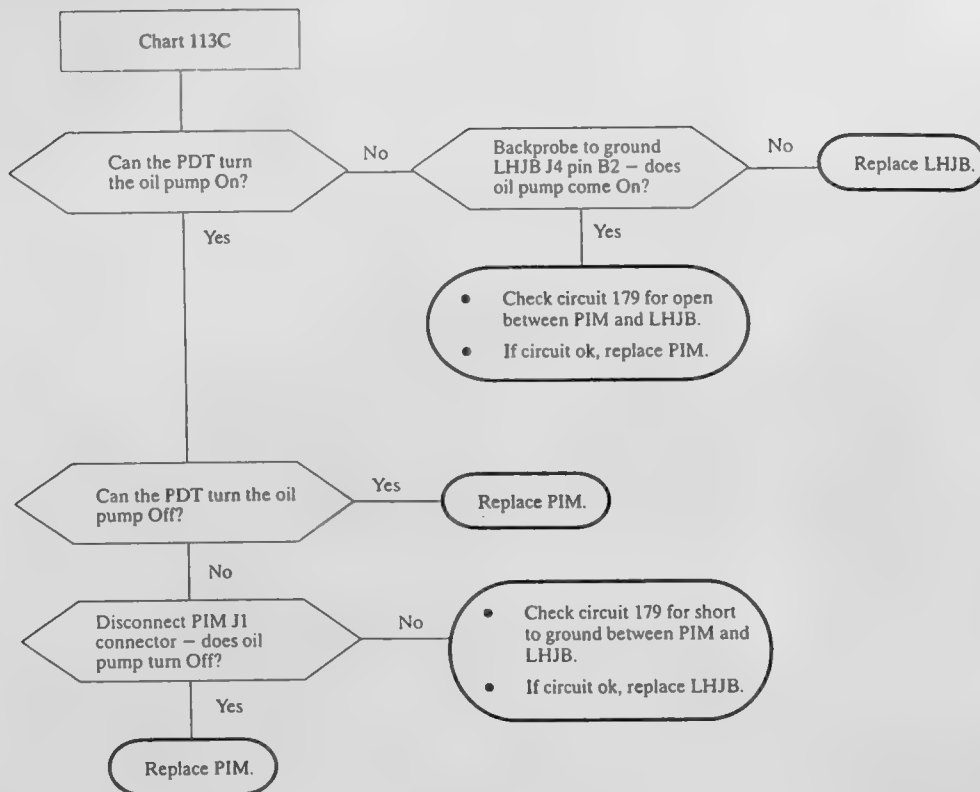 Chart 113C
Can the PDT turn
the oil pump On?
No
Backprobe to ground
LHJB J4 pin B2 – does
oil pump come On?
No
Replace LHJB.
Yes
Yes
• Check circuit 179 for open
between PIM and LHJB.
• If circuit ok, replace PIM.
Can the PDT turn the oil
pump Off?
Yes
Replace PIM.
No
Disconnect PIM J1
connector – does oil
pump turn Off?
No
• Check circuit 179 for short
to ground between PIM and
LHJB.
• If circuit ok, replace LHJB.
Yes
Replace PIM.